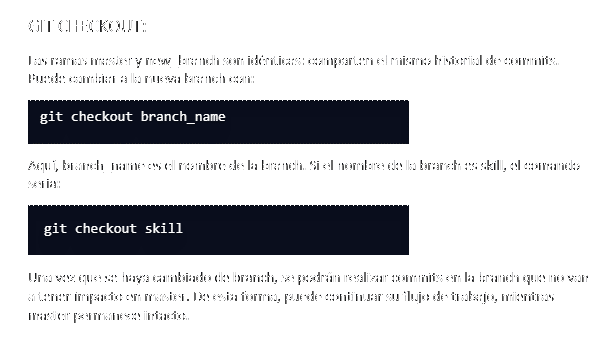 GIT CHECKOUT:
Las ramas master y new_branch son idénticas: comparten el mismo historial de commits.
Puede cambiar a la nueva branch con:
git checkout branch_name
Aquí, branch_name es el nombre de la branch. Si el nombre de la branch es skill, el comando
sería:
git checkout skill
Una vez que se haya cambiado de branch, se podrán realizar commits en la branch que no van
a tener impacto en master. De esta forma, puede continuar su flujo de trabajo, mientras
master permanece intacto.